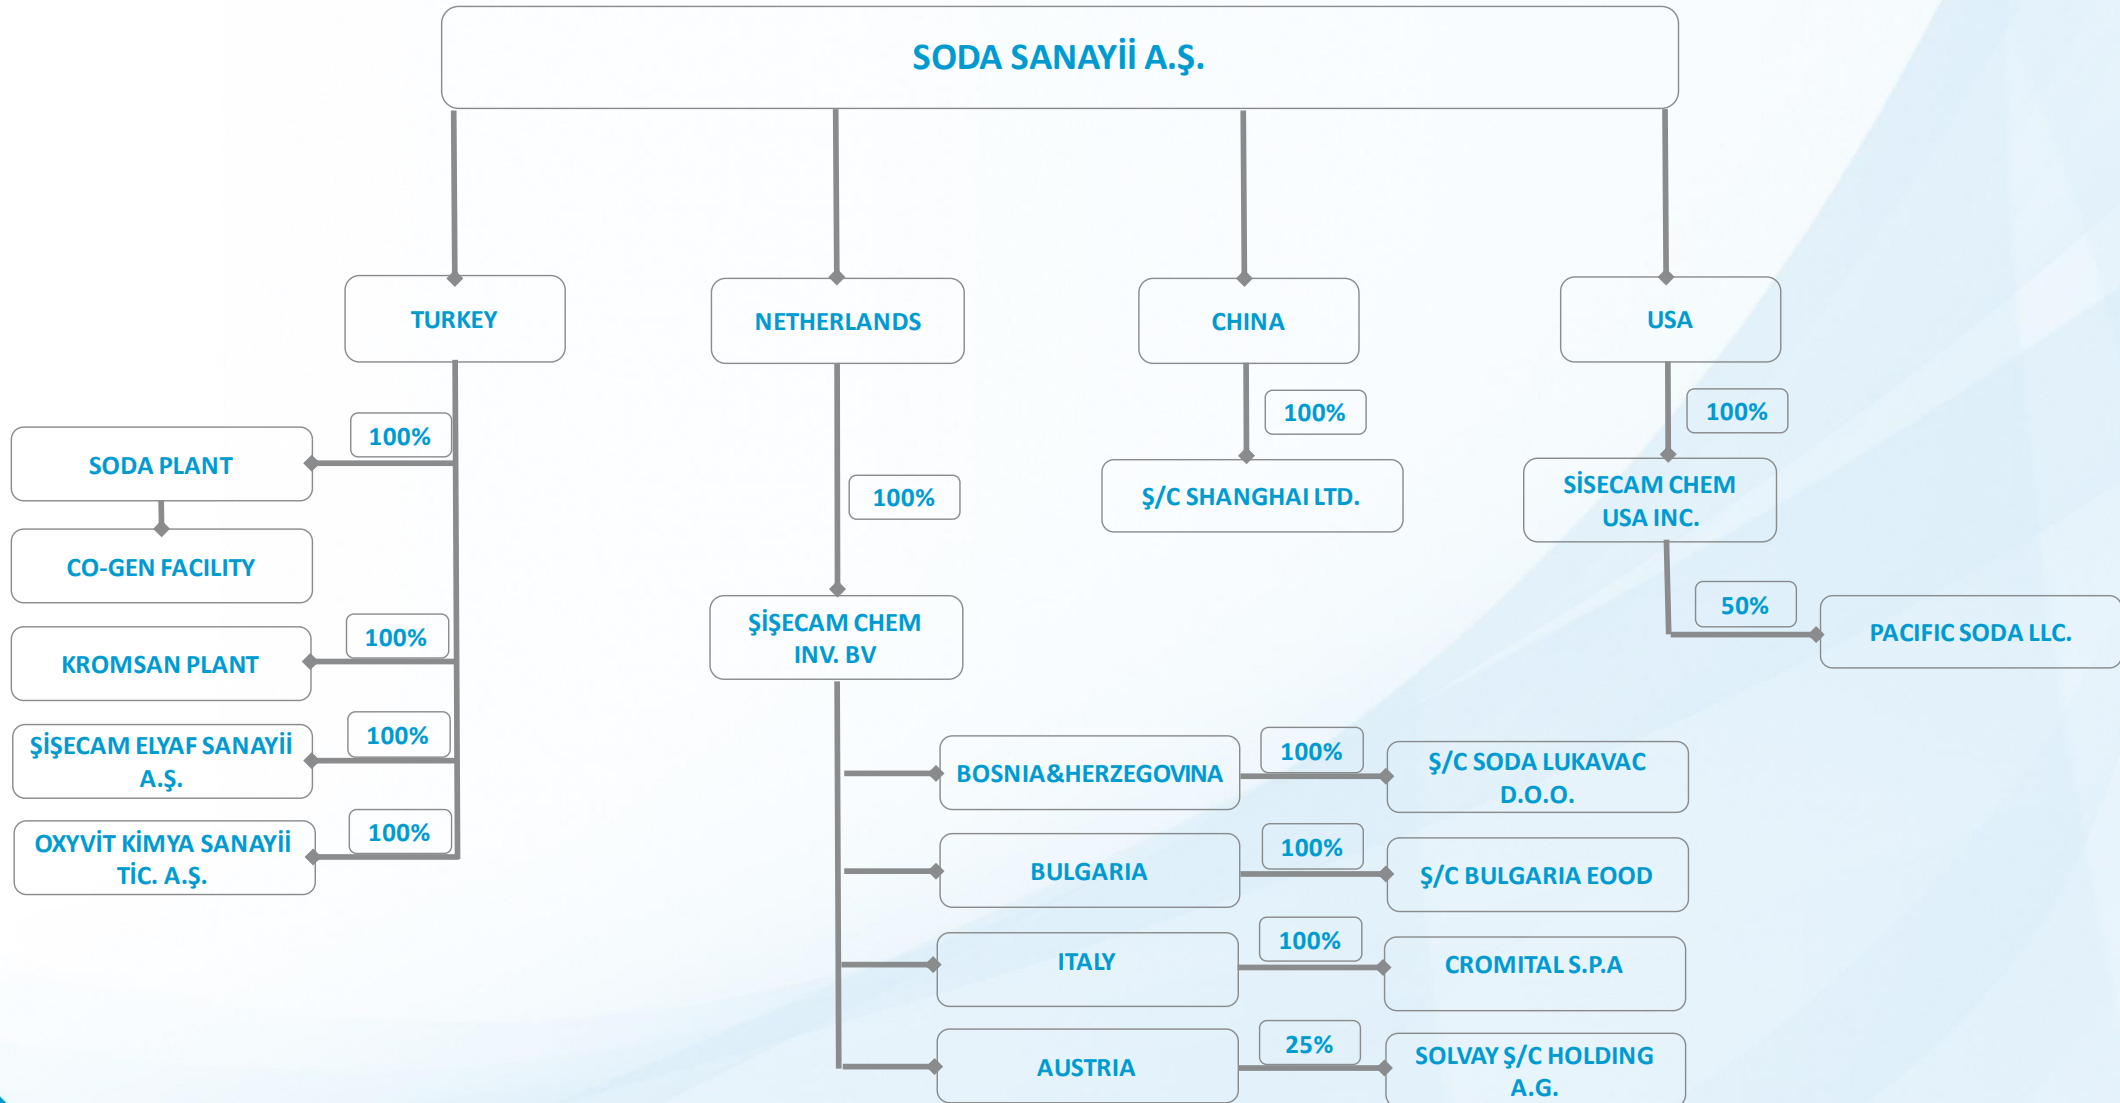 SODA SANAYİİ A.Ş.
TURKEY
NETHERLANDS
CHINA
USA
100%
SODA PLANT
CO-GEN FACILITY
100%
KROMSAN PLANT
100%
ŞİŞECAM ELYAF SANAYİİ
A.Ş.
100%
OXYVİT KİMYA SANAYİİ
TİC. A.Ş.
100%
ŞİŞECAM CHEM
INV. BV
100%
Ş/C SHANGHAI LTD.
100%
SİSECAM CHEM
USA INC.
50%
PACIFIC SODA LLC.
BOSNIA&HERZEGOVINA
100%
Ş/C SODA LUKAVAC
D.O.O.
BULGARIA
100%
Ş/C BULGARIA EOOD
ITALY
100%
CROMITAL S.P.A
AUSTRIA
25%
SOLVAY Ş/C HOLDING
A.G.